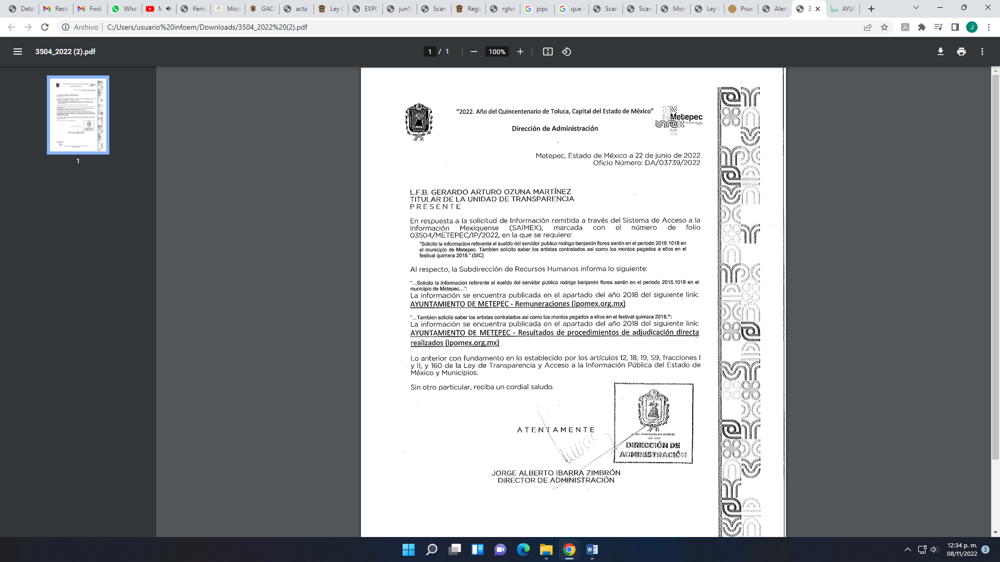 Deta
Recib
Fwd:
What
M
Perió
Micro
GACE
acta
Ley O
EXPO
jun12
Scan
Regla
rglvig
pipc
que
Scan
Scan
Micro
Ley O
Prue
Alert
3
AYU
Archivo C:/Users/usuario%20infoem/Downloads/3504_2022%20(2).pdf
J
3504_2022 (2).pdf
1 / 1
100%
1
"2022. Año del Quincentenario de Toluca, Capital del Estado de México"
Metepec
Dirección de Administración
Metepec, Estado de México a 22 de junio de 2022
Oficio Número: DA/03739/2022
L.F.B. GERARDO ARTURO OZUNA MARTÍNEZ
TITULAR DE LA UNIDAD DE TRANSPARENCIA
P R E S E N T E
En respuesta a la solicitud de Información remitida a través del Sistema de Acceso a la
Información Mexiquense (SAIMEX), marcada con el número de folio
03504/METEPEC/IP/2022, en la que se requiere:
"Solicito la informacion referente al sueldo del servidor publico rodrigo benjamin flores santin en el periodo 2016.1018 en
el municipio de Metepec. Tambien solicito saber los artistas contratados asi como los montos pagados a ellos en el
festival quimera 2018.".(SIC)
Al respecto, la Subdirección de Recursos Humanos informa lo siguiente:
"...Solicito la informacion referente al sueldo del servidor publico rodrigo benjamin flores santin en el periodo 2016.1018 en el
municipio de Metepec...":
La información se encuentra publicada en el apartado del año 2018 del siguiente link:
AYUNTAMIENTO DE METEPEC - Remuneraciones (ipomex.org.mx)
"...Tambien solicito saber los artistas contratados asi como los montos pagados a ellos en el festival quimera 2018.":
La información se encuentra publicada en el apartado del año 2018 del siguiente link:
AYUNTAMIENTO DE METEPEC - Resultados de procedimientos de adjudicación directa
realizados (ipomex.org.mx)
Lo anterior con fundamento en lo establecido por los artículos 12, 18, 19, 59, fracciones I
y II, y 160 de la Ley de Transparencia y Acceso a la Información Pública del Estado de
México y Municipios.
Sin otro particular, reciba un cordial saludo.
A T E N T A M E N T E
AYUNTAMIENTO DE METEPEC
DIRECCIÓN DE
ADMINISTRACIÓN
JORGE ALBERTO IBARRA ZIMBRÓN
DIRECTOR DE ADMINISTRACIÓN
12:34 p. m.
08/11/2022
3